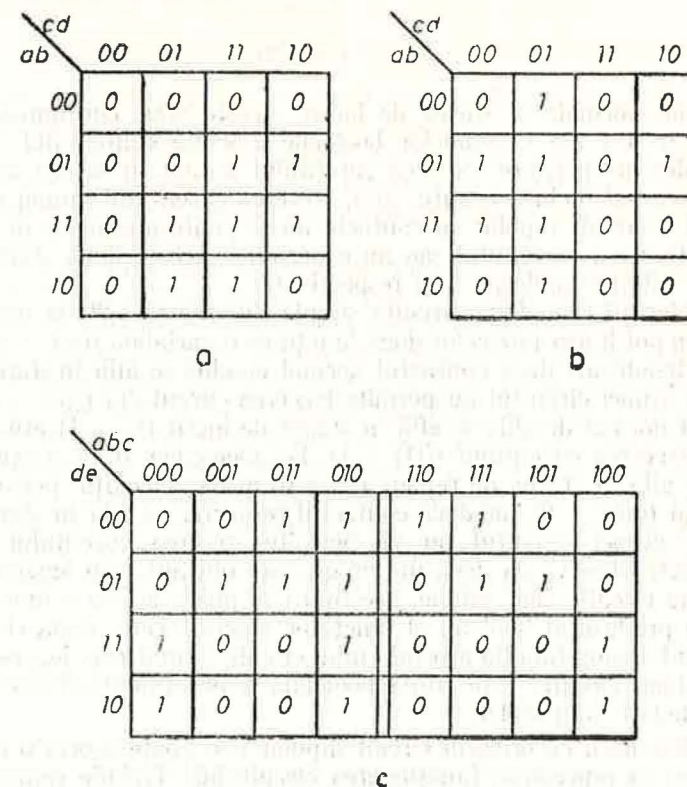 cd
ab 00 01 11 10
00 0 0 0 0
01 0 0 1 1
11 0 1 1 1
10 0 1 1 0
a
cd
ab 00 01 11 10
00 0 1 0 0
01 1 1 0 1
11 1 1 0 1
10 0 1 0 0
b
abc
de 000 001 011 010 110 111 101 100
00 0 0 1 1 1 1 0 0
01 0 1 1 1 0 1 1 0
11 1 0 0 1 0 0 0 1
10 1 0 0 1 1 0 0 1
c